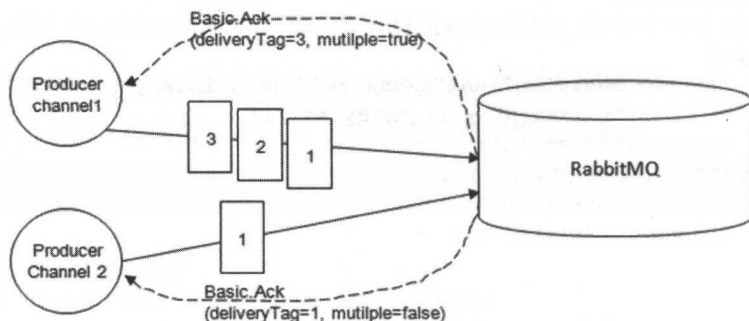 Basic.Ack
(deliveryTag=3, mutilple=true)
Producer
channel1
3
2
1
RabbitMQ
1
Producer
Channel 2
Basic.Ack
(deliveryTag=1, mutilple=false)